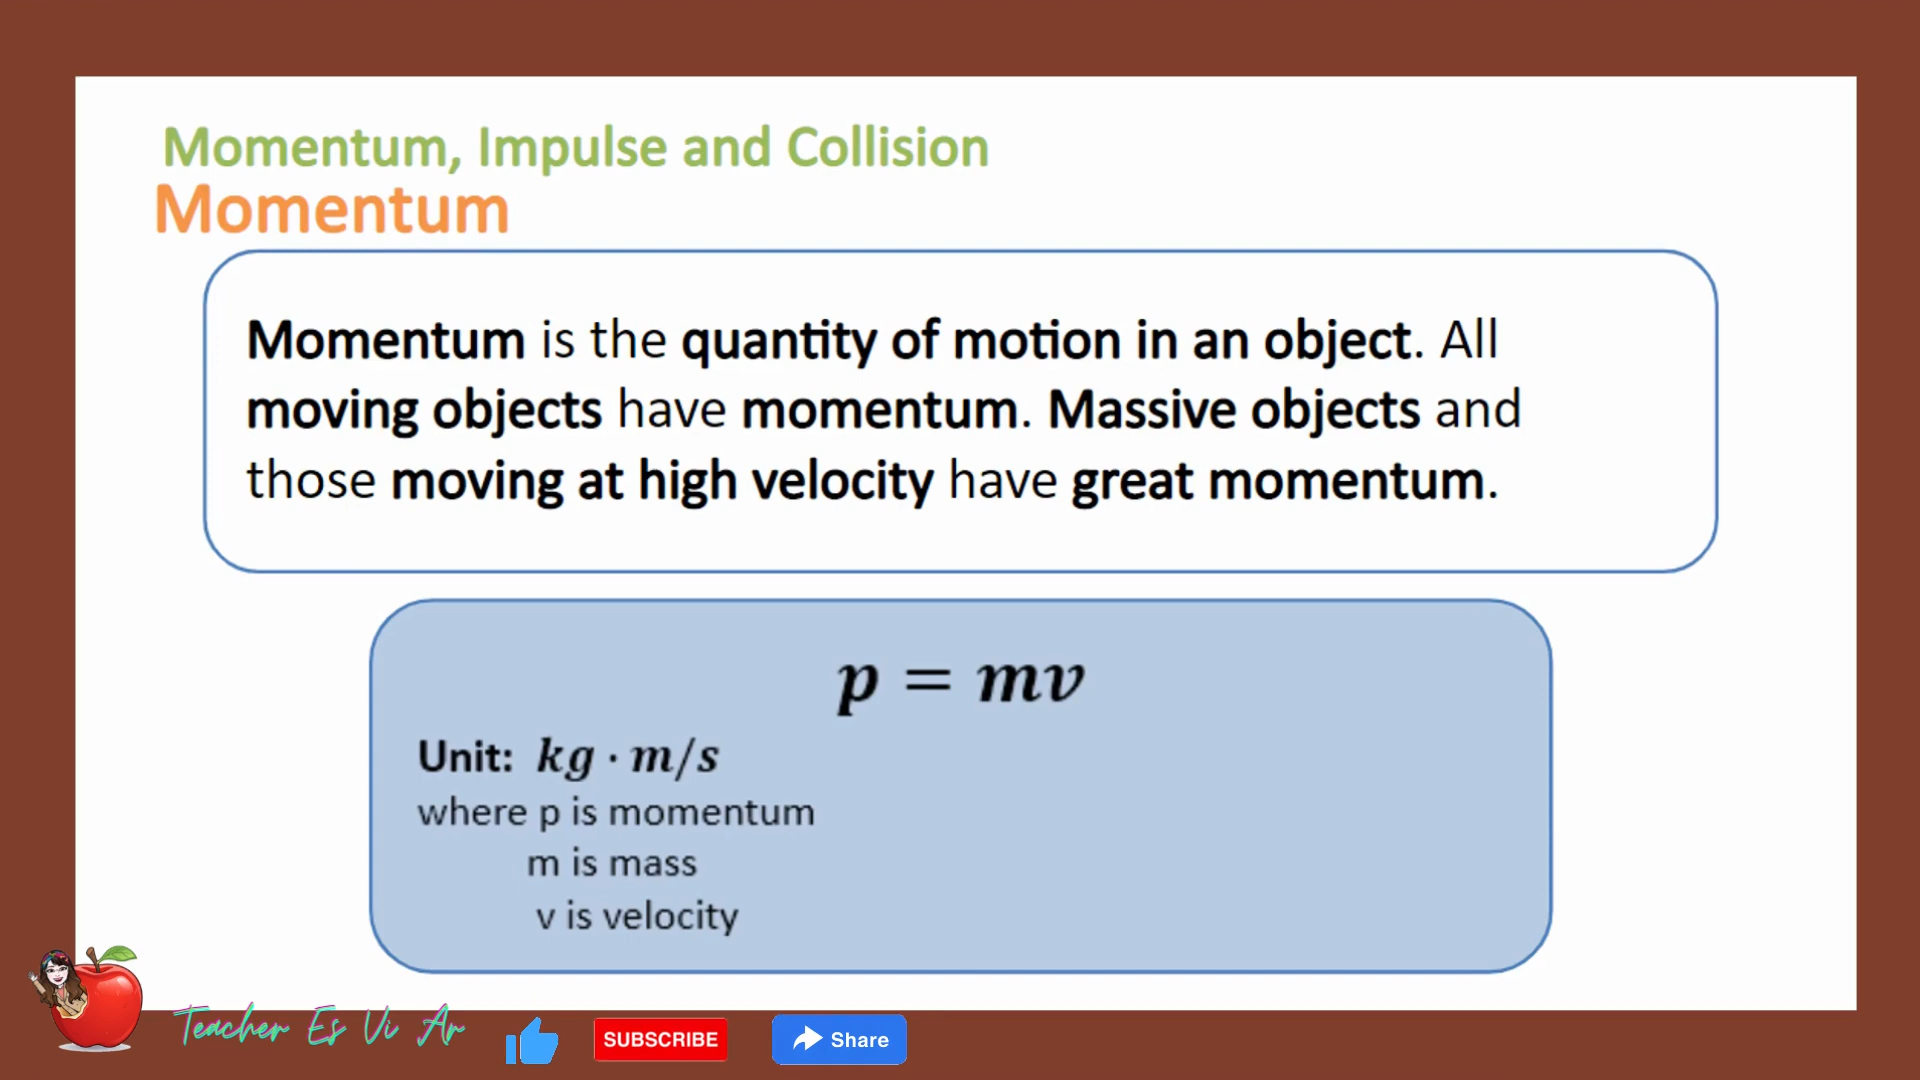 Momentum, Impulse and Collision
Momentum
Momentum is the quantity of motion in an object. All
moving objects have momentum. Massive objects and
those moving at high velocity have great momentum.
p = mv
Unit: kg · m/s
where p is momentum
m is mass
v is velocity
Teacher Es Vi Ar
SUBSCRIBE
Share